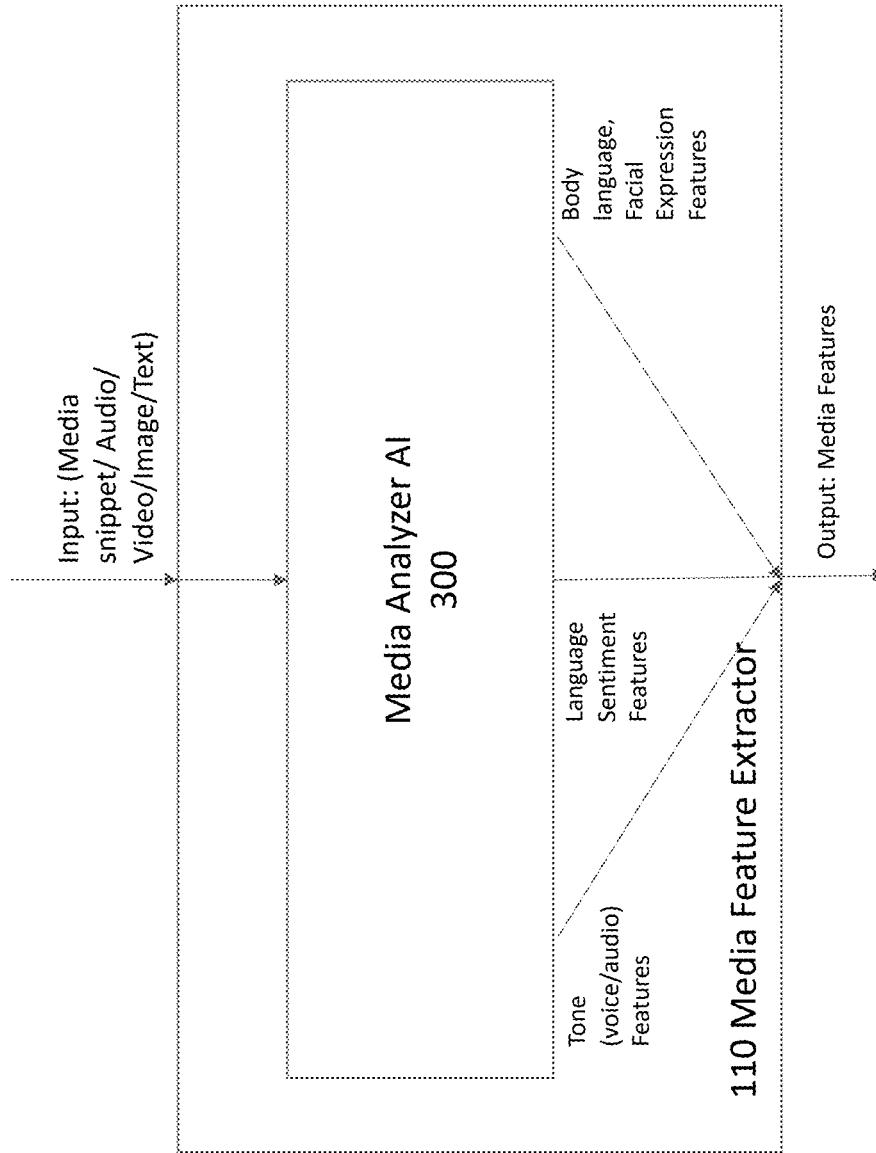 Input: (Media
snippet/ Audio/
Video/Image/Text)
Media Analyzer AI
300
Tone
(voice/audio)
Features
Language
Sentiment
Features
Body
language,
Facial
Expression
Features
110 Media Feature Extractor
Output: Media Features